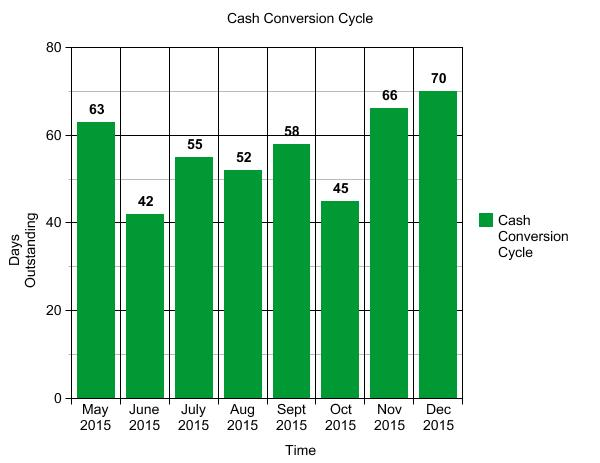 Cash Conversion Cycle
80
60
40
20
0
Days
Outstanding
63
42
55
52
58
45
66
70
May
2015
June
2015
July
2015
Aug
2015
Sept
2015
Oct
2015
Nov
2015
Dec
2015
Time
Cash
Conversion
Cycle